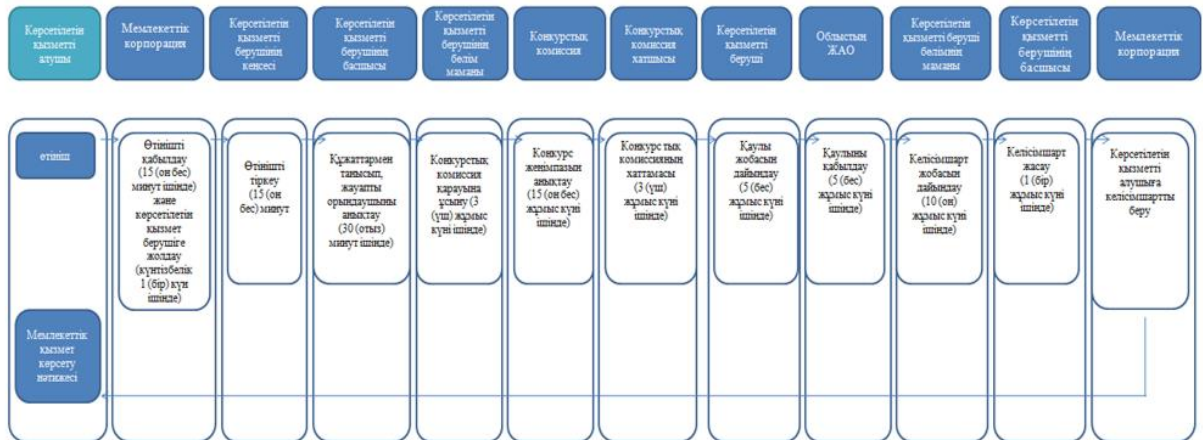 Көрсетілетін
қызметті
алушы
Мемлекеттік
корпорация
Көрсетілетін
қызметті
берушінің
кеңсесі
Көрсетілетін
қызметті
берушінің
басшысы
Көрсетілетін
қызметті
берушінің
бөлім
маманы
Конкурстық
комиссия
Конкурстық
комиссия
хатшысы
Көрсетілетін
қызметті
беруші
Облыстың
ЖАО
Көрсетілетін
қызметті беруші
бөлімнің
маманы
Көрсетілетін
қызметті
берушінің
басшысы
Мемлекеттік
корпорация
өтініш
Өтінішті
қабылдау
(15 (он бес)
минут ішінде)
және
көрсетілетін
қызмет
берушіге
жолдау
(күнтізбелік
1 (бір) күн
ішінде)
Өтінішті
тіркеу
(15 (он
бес) минут
Құжаттармен
танысып,
жауапты
орындаушыны
анықтау
(30 (отыз)
минут ішінде)
Конкурстық
комиссия
қарауына
ұсыну (3
(үш) жұмыс
күні ішінде)
Конкурс
жеңімпазын
анықтау
(15 (он бес)
жұмыс күні
ішінде)
Конкурс тық
комиссиянын
хаттамасы
(3 (үш)
жұмыс күні
ішінде)
Қаулы
жобасын
дайындау
(5 (бес)
жұмыс күні
ішінде)
Қаулыны
қабылдау
(5 (бес)
жұмыс күні
ішінде)
Келісімшарт
жобасын
дайындау
(10 (он)
жұмыс күні
ішінде)
Келісімшарт
жасау
(1 (бір)
жұмыс күні
ішінде)
Көрсетілетін
қызметті
алушыға
келісімшартты
беру
Мемлекеттік
қызмет
көрсету
нәтижесі